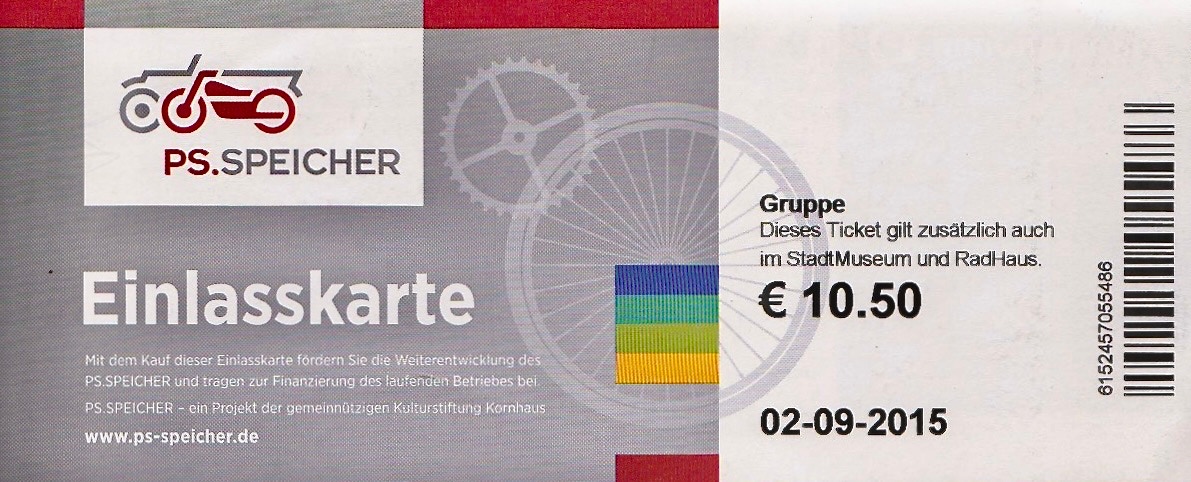 PS.SPEICHER
Einlasskarte
Mit dem Kauf dieser Einlasskarte fördern Sie die Weiterentwicklung des
PS.SPEICHER und tragen zur Finanzierung des laufenden Betriebes bei.
PS.SPEICHER – ein Projekt der gemeinnützigen Kulturstiftung Kornhaus
www.ps-speicher.de
Gruppe
Dieses Ticket gilt zusätzlich auch
im StadtMuseum und RadHaus.
€ 10.50
02-09-2015
6152457055486